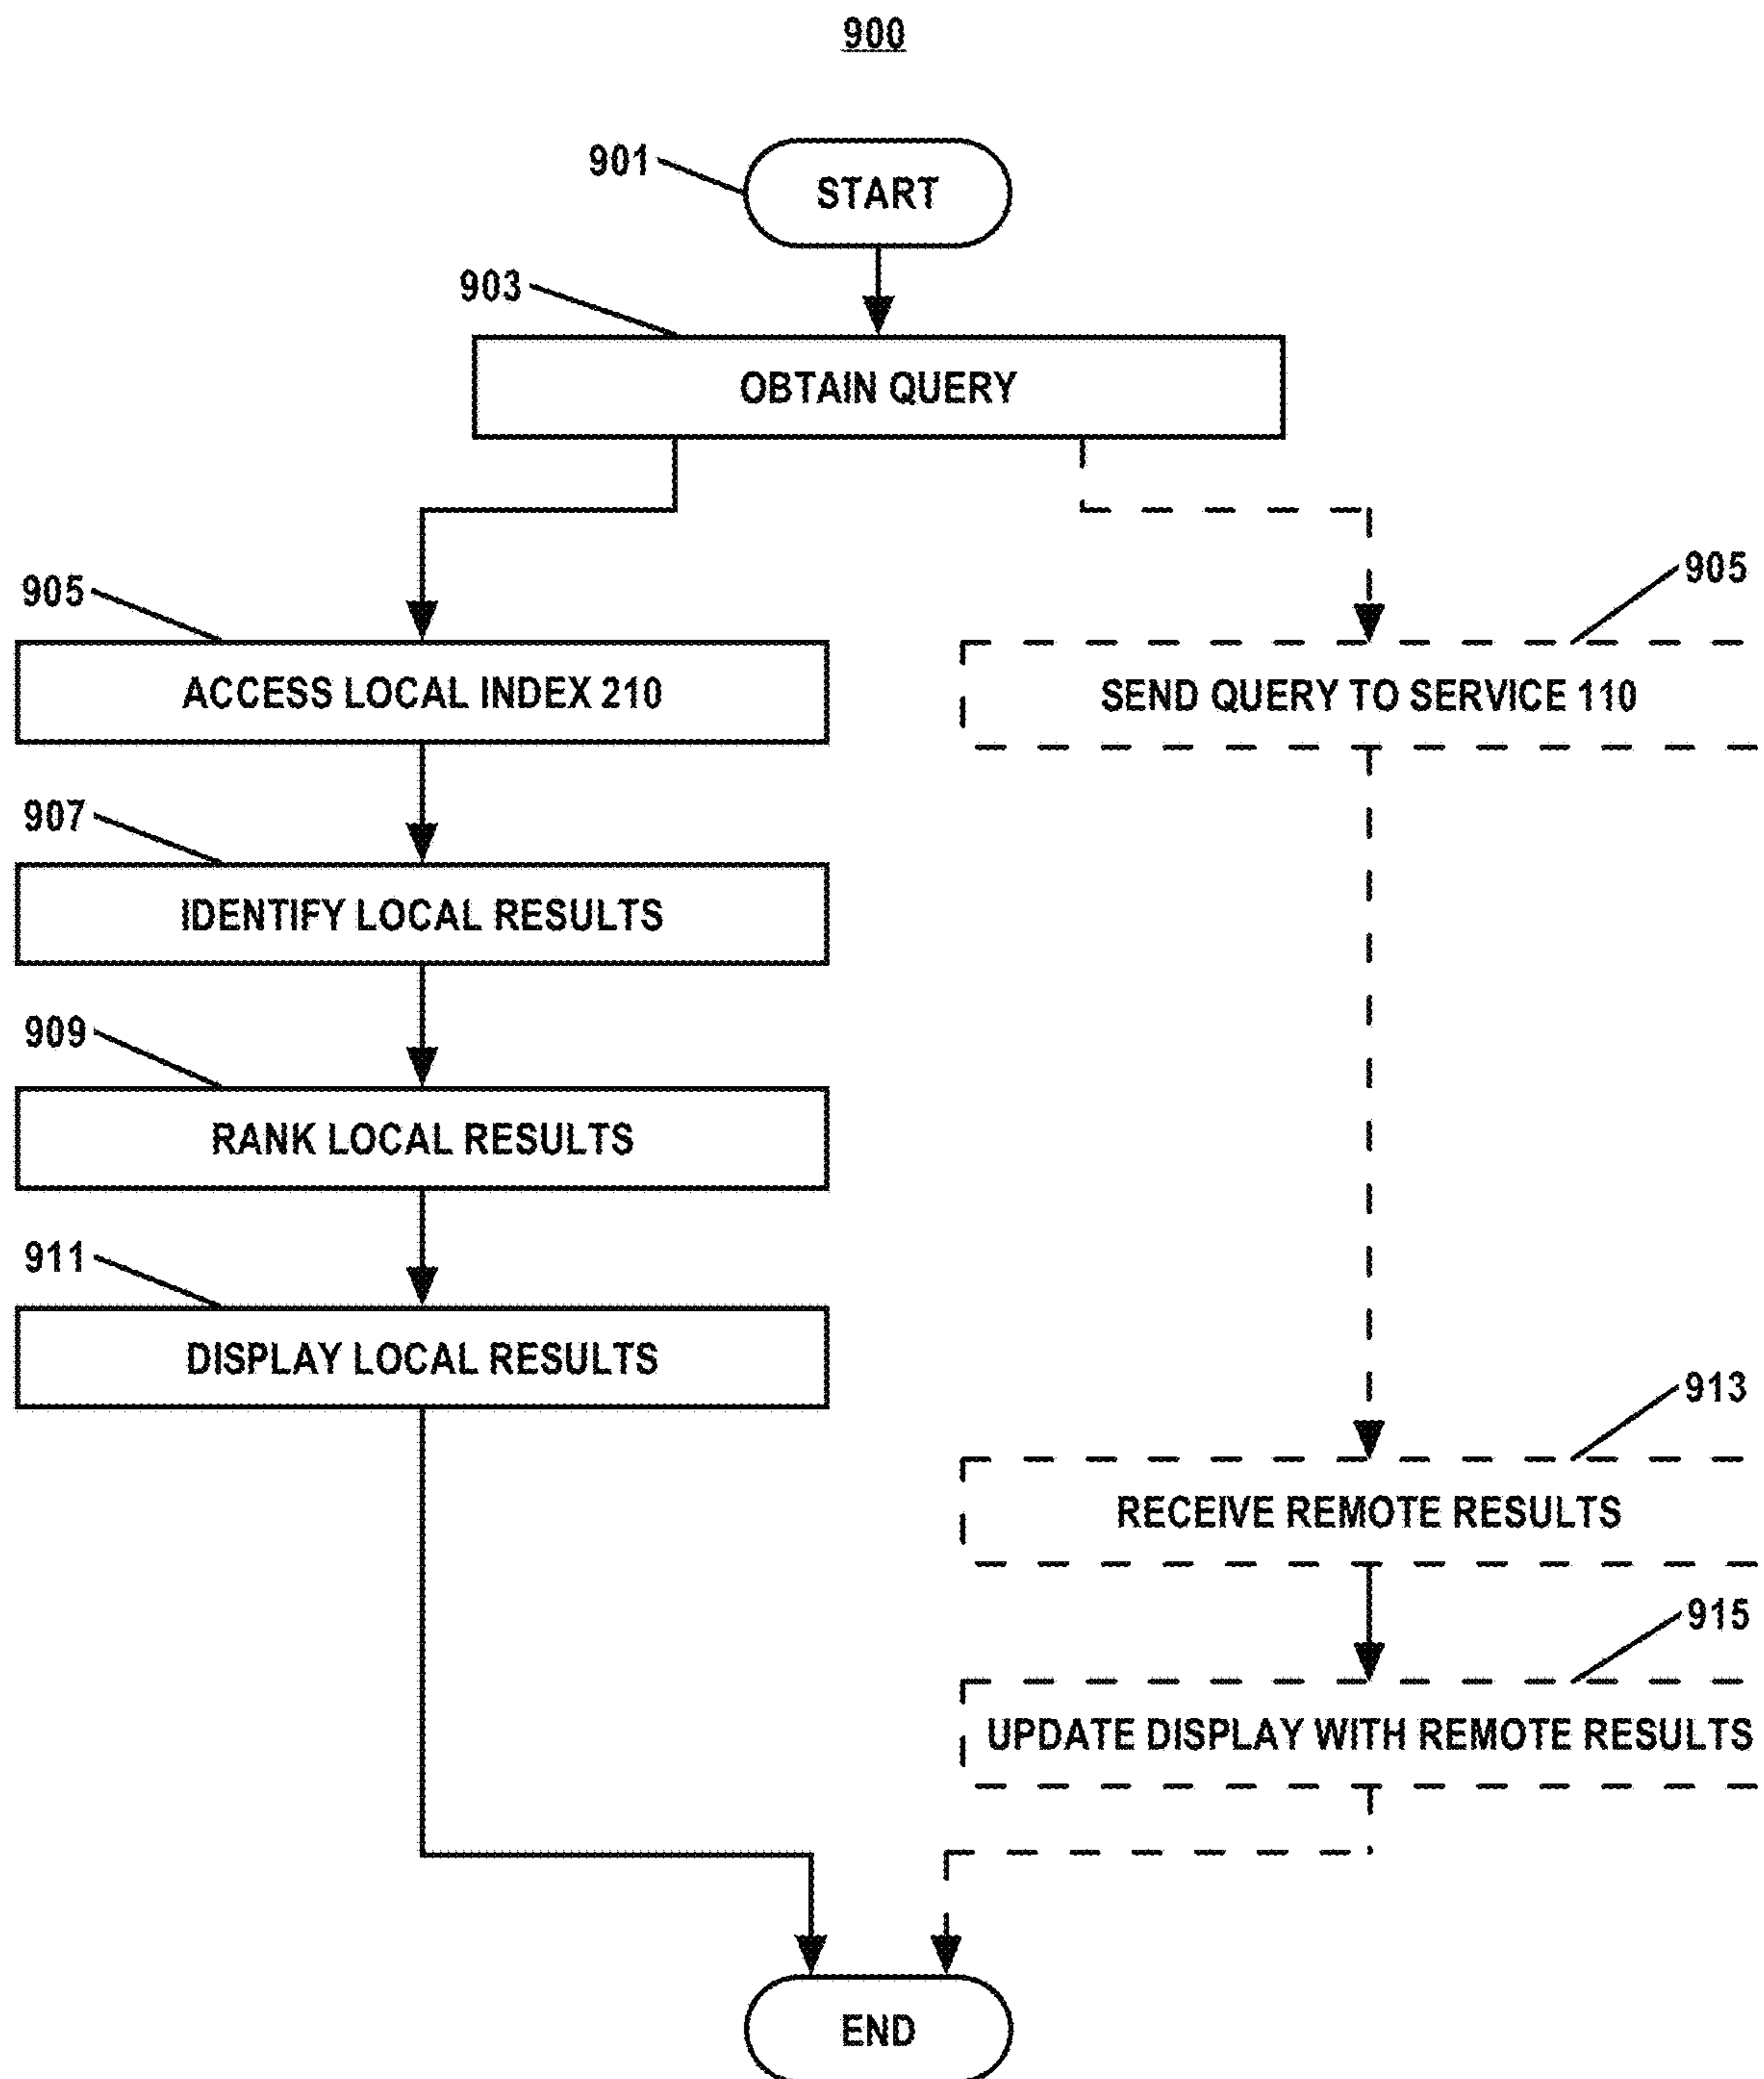 900
901
START
903
OBTAIN QUERY
905
ACCESS LOCAL INDEX 210
905
SEND QUERY TO SERVICE 110
907
IDENTIFY LOCAL RESULTS
909
RANK LOCAL RESULTS
911
DISPLAY LOCAL RESULTS
913
RECEIVE REMOTE RESULTS
915
UPDATE DISPLAY WITH REMOTE RESULTS
END